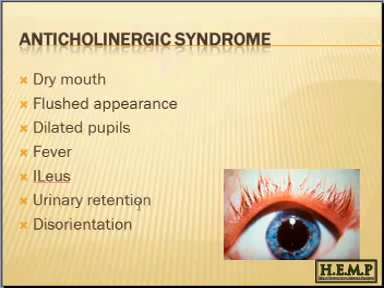 ANTICHOLINERGIC SYNDROME
Dry mouth
Flushed appearance
Dilated pupils
Fever
ILeus
Urinary retention
Disorientation
H.E.M.P